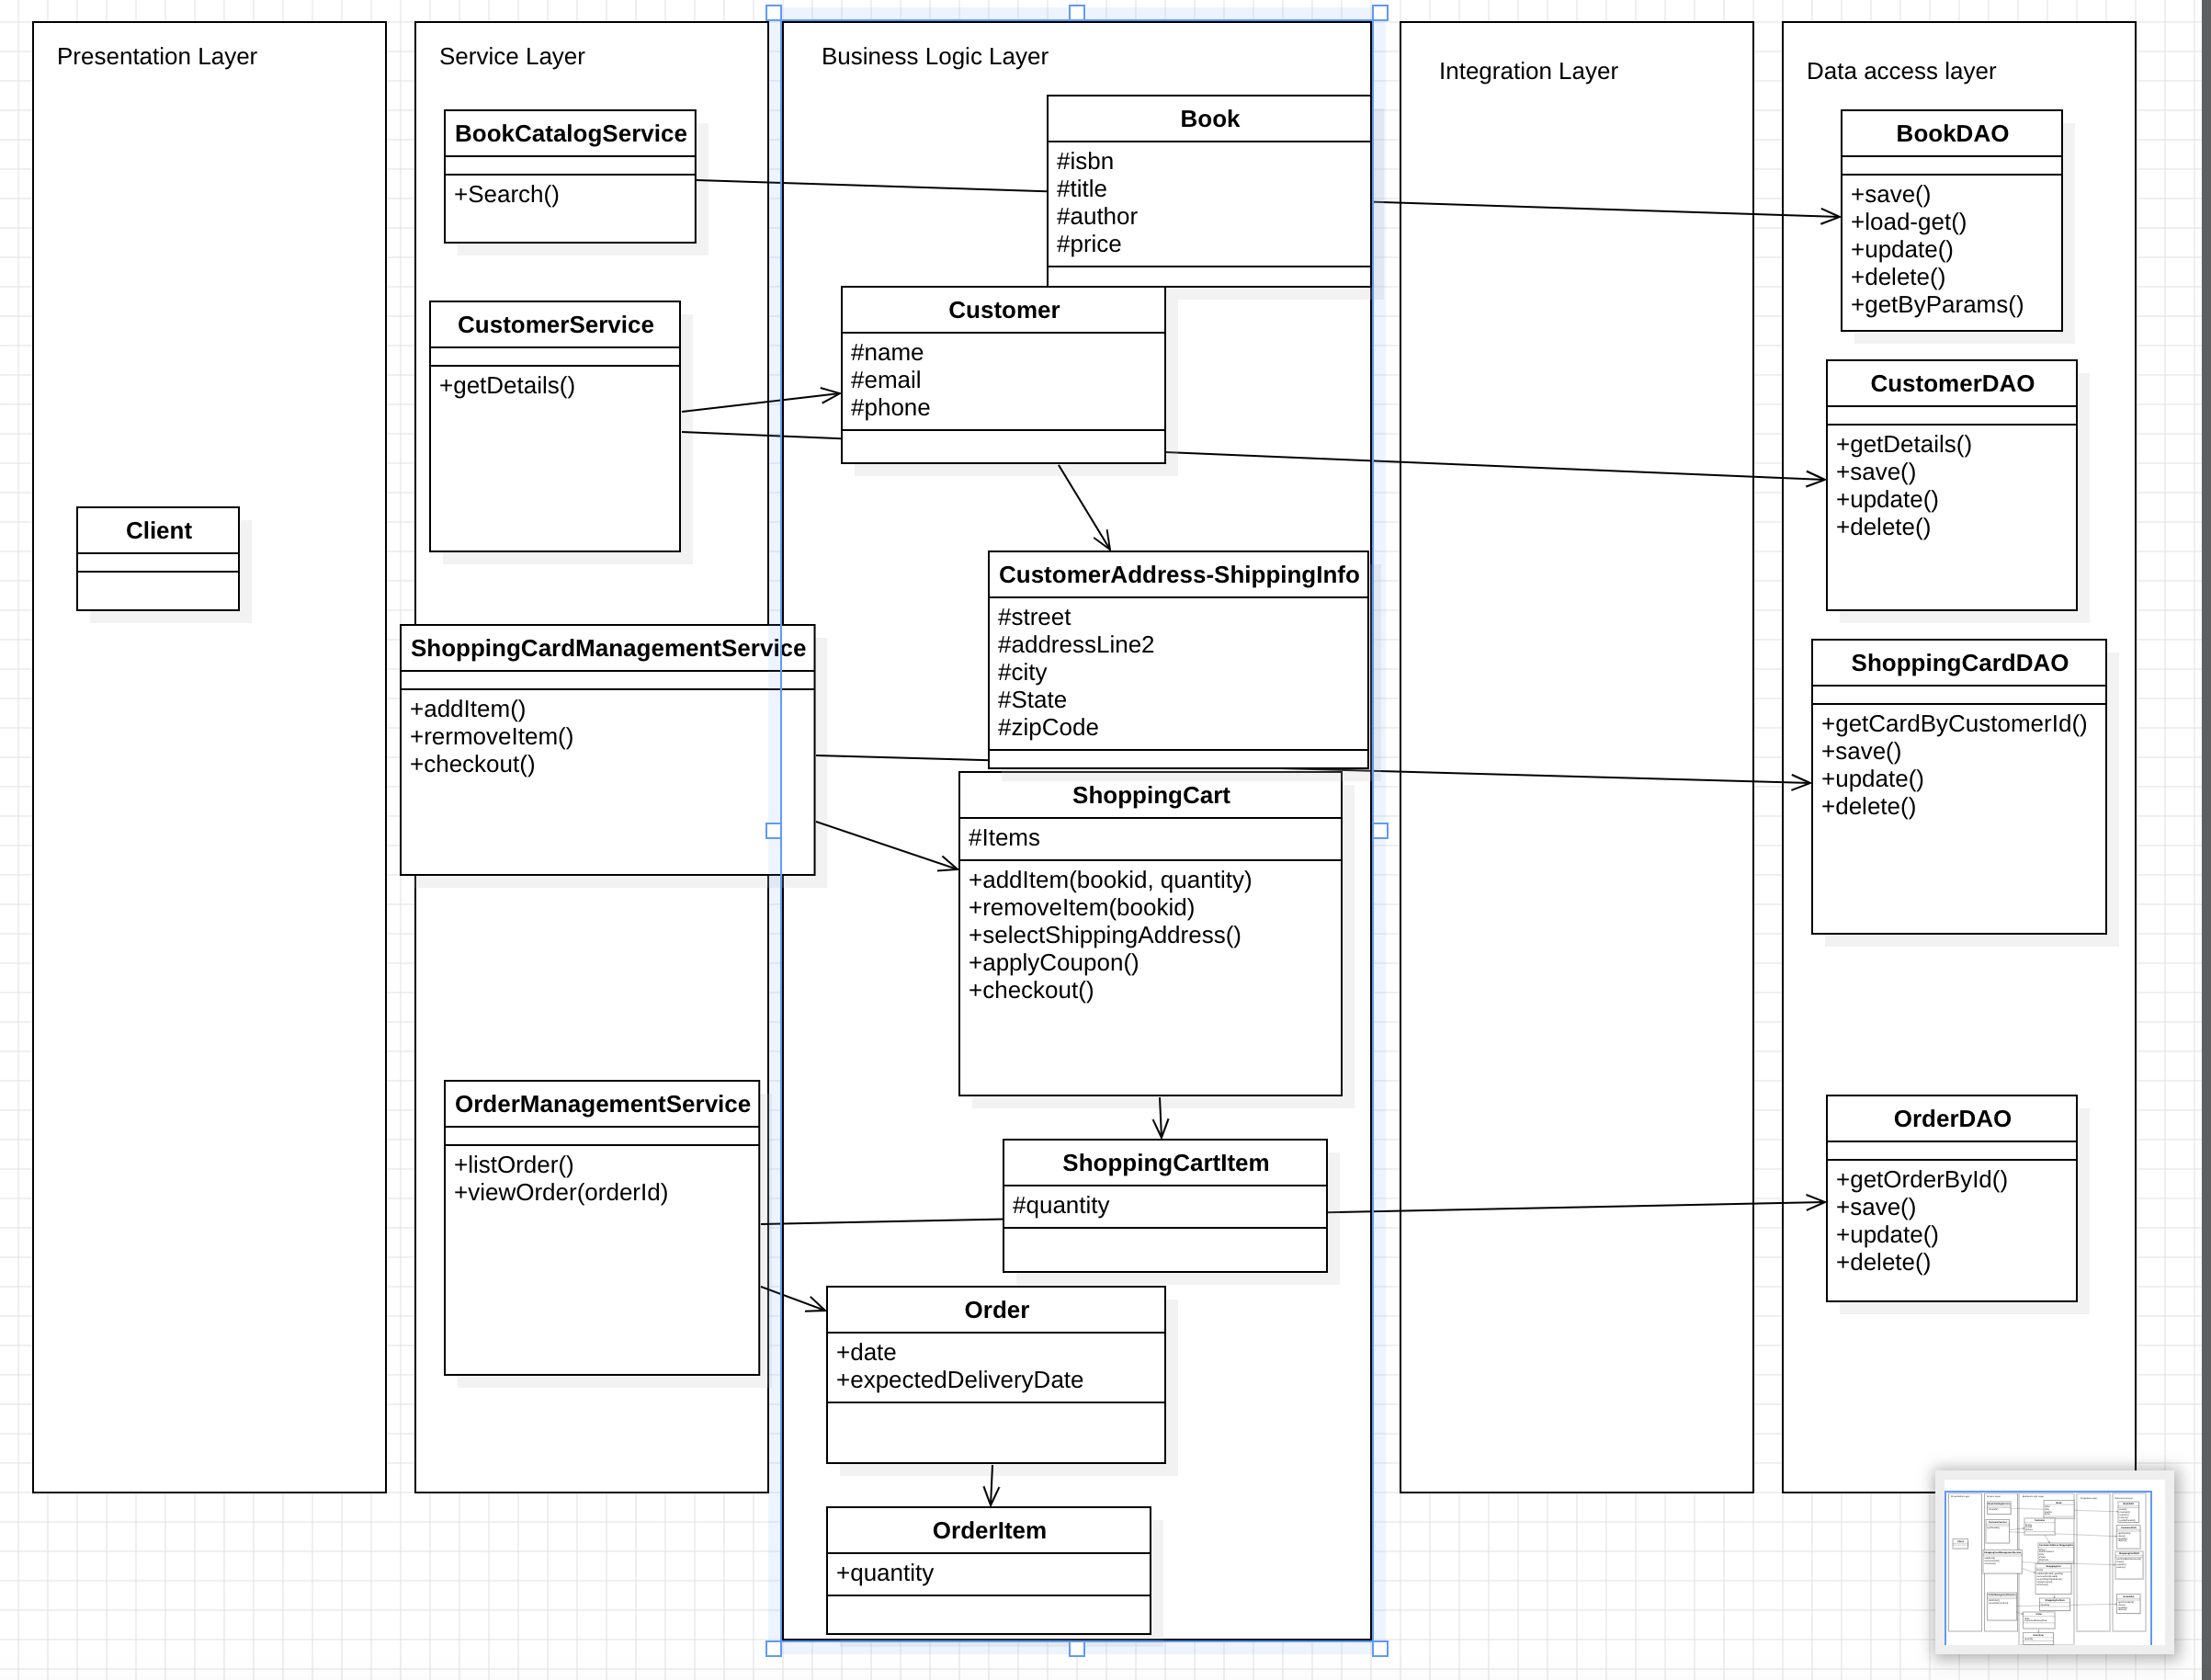 Presentation Layer
Client
Service Layer
BookCatalogService
+Search()
CustomerService
+getDetails()
ShoppingCardManagementService
+addItem()
+rermoveItem()
+checkout()
OrderManagementService
+listOrder()
+viewOrder(orderId)
Business Logic Layer
Book
#isbn
#title
#author
#price
Customer
#name
#email
#phone
CustomerAddress-ShippingInfo
#street
#addressLine2
#city
#State
#zipCode
ShoppingCart
#Items
+addItem(bookid, quantity)
+removeItem(bookid)
+selectShippingAddress()
+applyCoupon()
+checkout()
ShoppingCartItem
#quantity
Order
+date
+expectedDeliveryDate
OrderItem
+quantity
Integration Layer
Data access layer
BookDAO
+save()
+load-get()
+update()
+delete()
+getByParams()
CustomerDAO
+getDetails()
+save()
+update()
+delete()
ShoppingCardDAO
+getCardByCustomerId()
+save()
+update()
+delete()
OrderDAO
+getOrderById()
+save()
+update()
+delete()